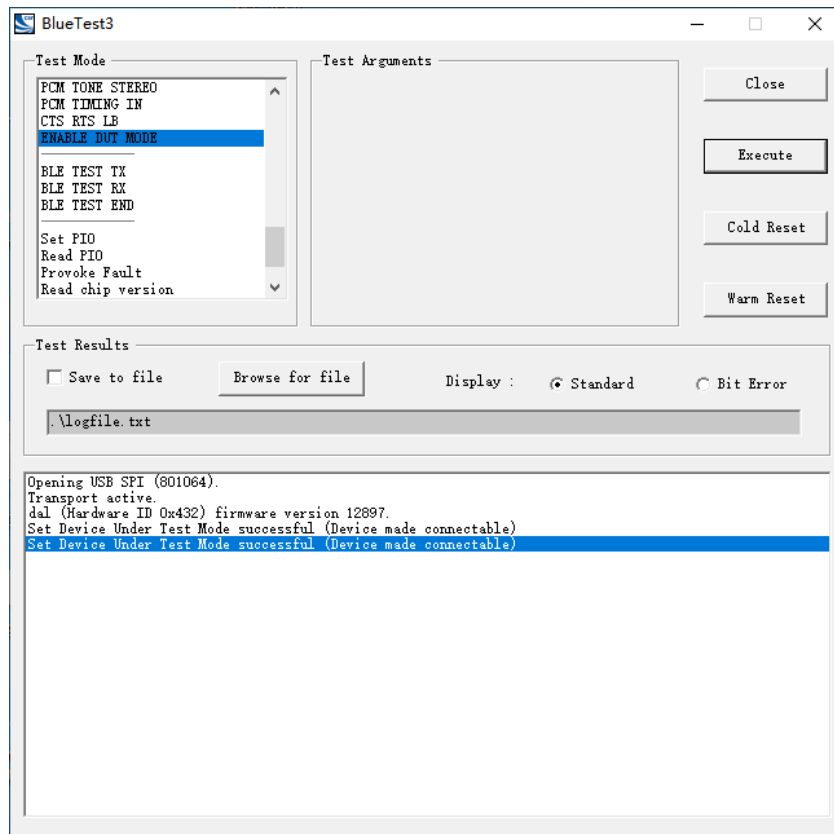 BlueTest3
Test Mode
PCM TONE STEREO
PCM TIMING IN
CTS RTS LB
ENABLE DUT MODE
BLE TEST TX
BLE TEST RX
BLE TEST END
Set PIO
Read PIO
Provoke Fault
Read chip version
Test Arguments
Close
Execute
Cold Reset
Warm Reset
Test Results
Save to file
Browse for file
Display :
Standard
Bit Error
.\logfile.txt
Opening USB SPI (801064).
Transport active.
dal (Hardware ID 0x432) firmware version 12897.
Set Device Under Test Mode successful (Device made connectable)
Set Device Under Test Mode successful (Device made connectable)